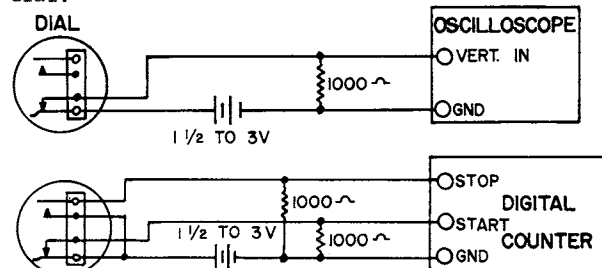 DIAL
OSCILLOSCOPE
VERT. IN
1000 ~
GND
1 1/2 TO 3V
STOP
1000 ~
DIGITAL
START
COUNTER
1 1/2 TO 3V
1000 ~
GND